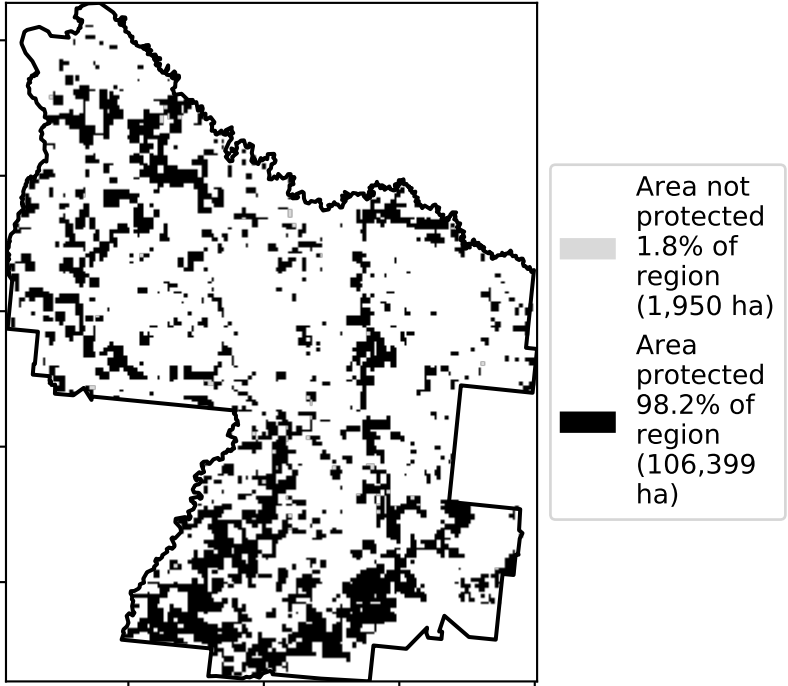 Area not
protected
1.8% of
region
(1,950 ha)
Area
protected
98.2% of
region
(106,399
ha)